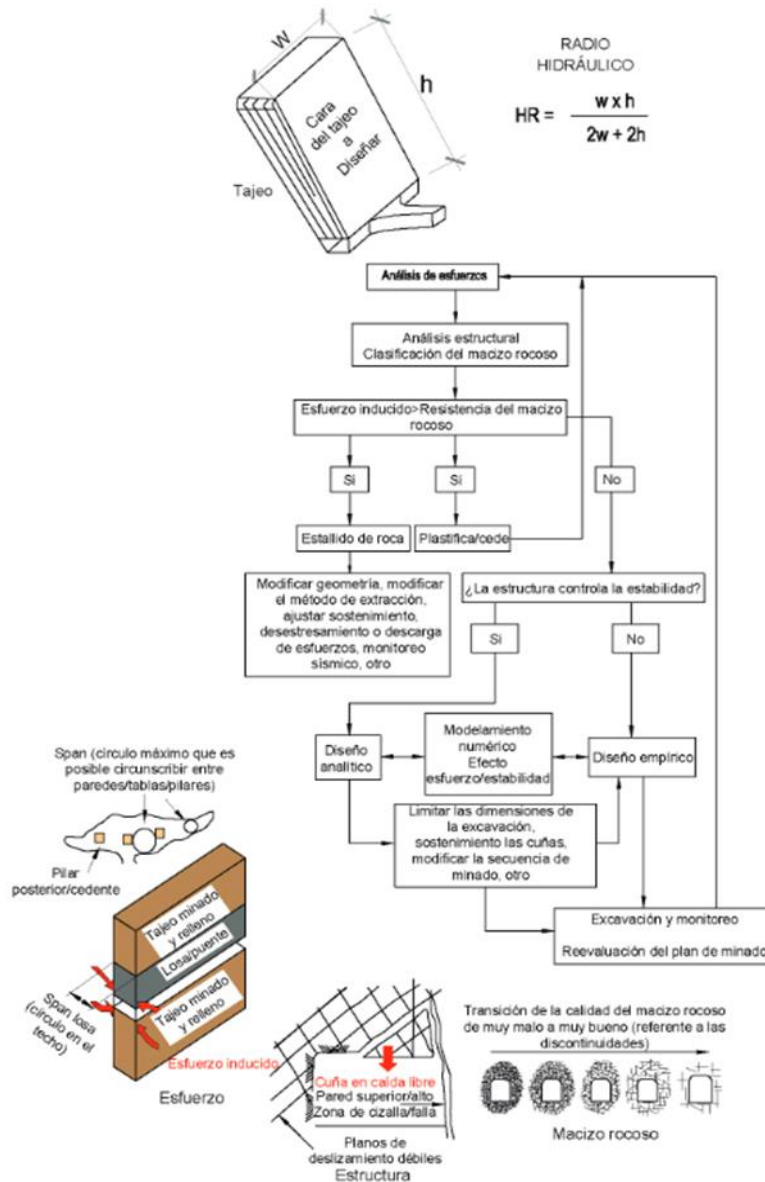 W
h
Cara
del tajeo
a
Diseñar
Tajeo
RADIO
HIDRÁULICO
HR =
w x h
2w + 2h
Análisis de esfuerzos
Análisis estructural
Clasificación del macizo rocoso
Esfuerzo inducido>Resistencia del macizo
rocoso
Si
Si
No
Estallido de roca
Plastifica/cede
Modificar geometría, modificar
el método de extracción,
ajustar sostenimiento,
desestresamiento o descarga
de esfuerzos, monitoreo
sísmico, otro
¿La estructura controla la estabilidad?
Si
No
Diseño
analítico
Modelamiento
numérico
Efecto
esfuerzo/estabilidad
Diseño empírico
Limitar las dimensiones de
la excavación,
sostenimiento las cuñas,
modificar la secuencia de
minado, otro
Excavación y monitoreo
Reevaluación del plan de minado
Span (círculo máximo que es
posible circunscribir entre
paredes/tablas/pilares)
Pilar
posterior/cedente
Tajeo minado
y relleno
Losa/puente
Tajeo minado
y relleno
Span losa
(círculo en el
techo)
Esfuerzo inducido
Esfuerzo
Cuña en caída libre
Pared superior/alto
Zona de cizalla/falla
Planos de
deslizamiento débiles
Estructura
Transición de la calidad del macizo rocoso
de muy malo a muy bueno (referente a las
discontinuidades)
Macizo rocoso